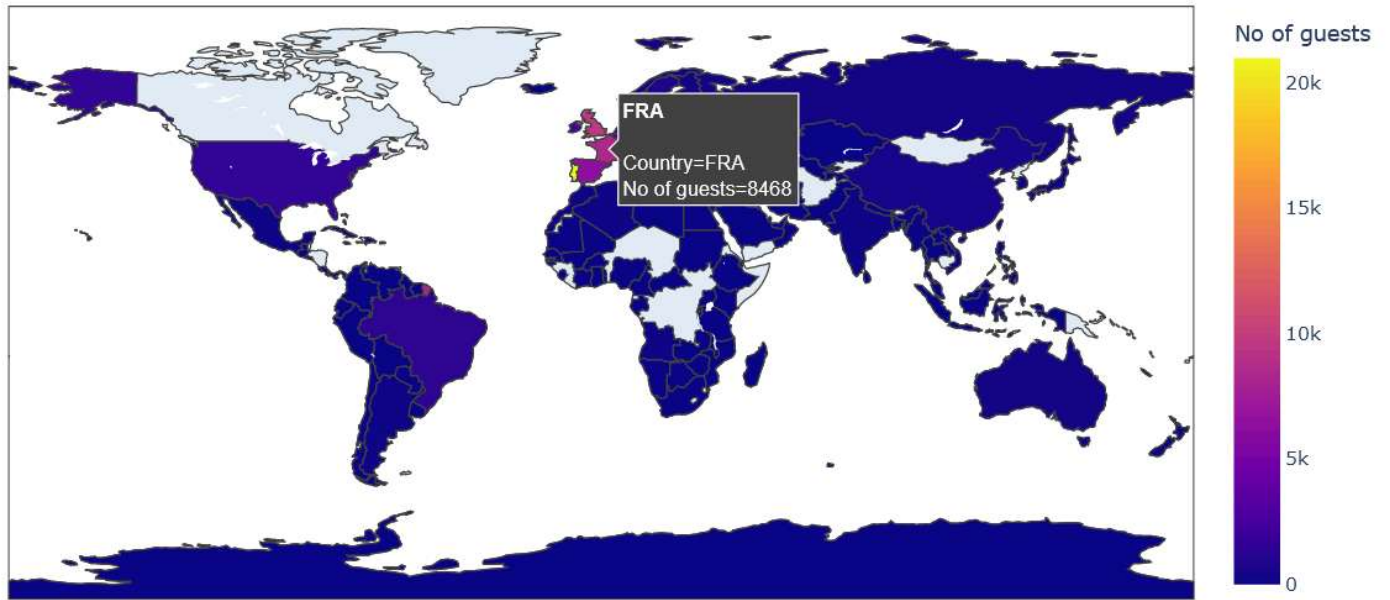 No of guests
20k
15k
10k
5k
0
FRA
Country=FRA
No of guests=8468